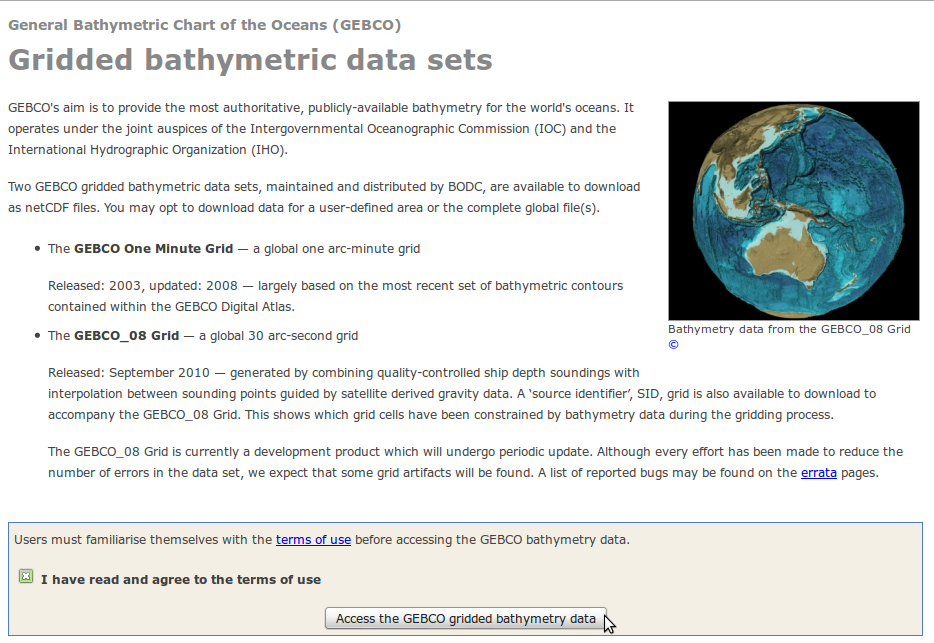 General Bathymetric Chart of the Oceans (GEBCO)
Gridded bathymetric data sets
GEBCO's aim is to provide the most authoritative, publicly-available bathymetry for the world's oceans. It
operates under the joint auspices of the Intergovernmental Oceanographic Commission (IOC) and the
International Hydrographic Organization (IHO).
Two GEBCO gridded bathymetric data sets, maintained and distributed by BODC, are available to download
as netCDF files. You may opt to download data for a user-defined area or the complete global file(s).
• The GEBCO One Minute Grid — a global one arc-minute grid
Released: 2003, updated: 2008 — largely based on the most recent set of bathymetric contours
contained within the GEBCO Digital Atlas.
• The GEBCO_08 Grid — a global 30 arc-second grid
Bathymetry data from the GEBCO_08 Grid
©
Released: September 2010 — generated by combining quality-controlled ship depth soundings with
interpolation between sounding points guided by satellite derived gravity data. A ‘source identifier’, SID, grid is also available to download to
accompany the GEBCO_08 Grid. This shows which grid cells have been constrained by bathymetry data during the gridding process.
The GEBCO_08 Grid is currently a development product which will undergo periodic update. Although every effort has been made to reduce the
number of errors in the data set, we expect that some grid artifacts will be found. A list of reported bugs may be found on the errata pages.
Users must familiarise themselves with the terms of use before accessing the GEBCO bathymetry data.
I have read and agree to the terms of use
Access the GEBCO gridded bathymetry data